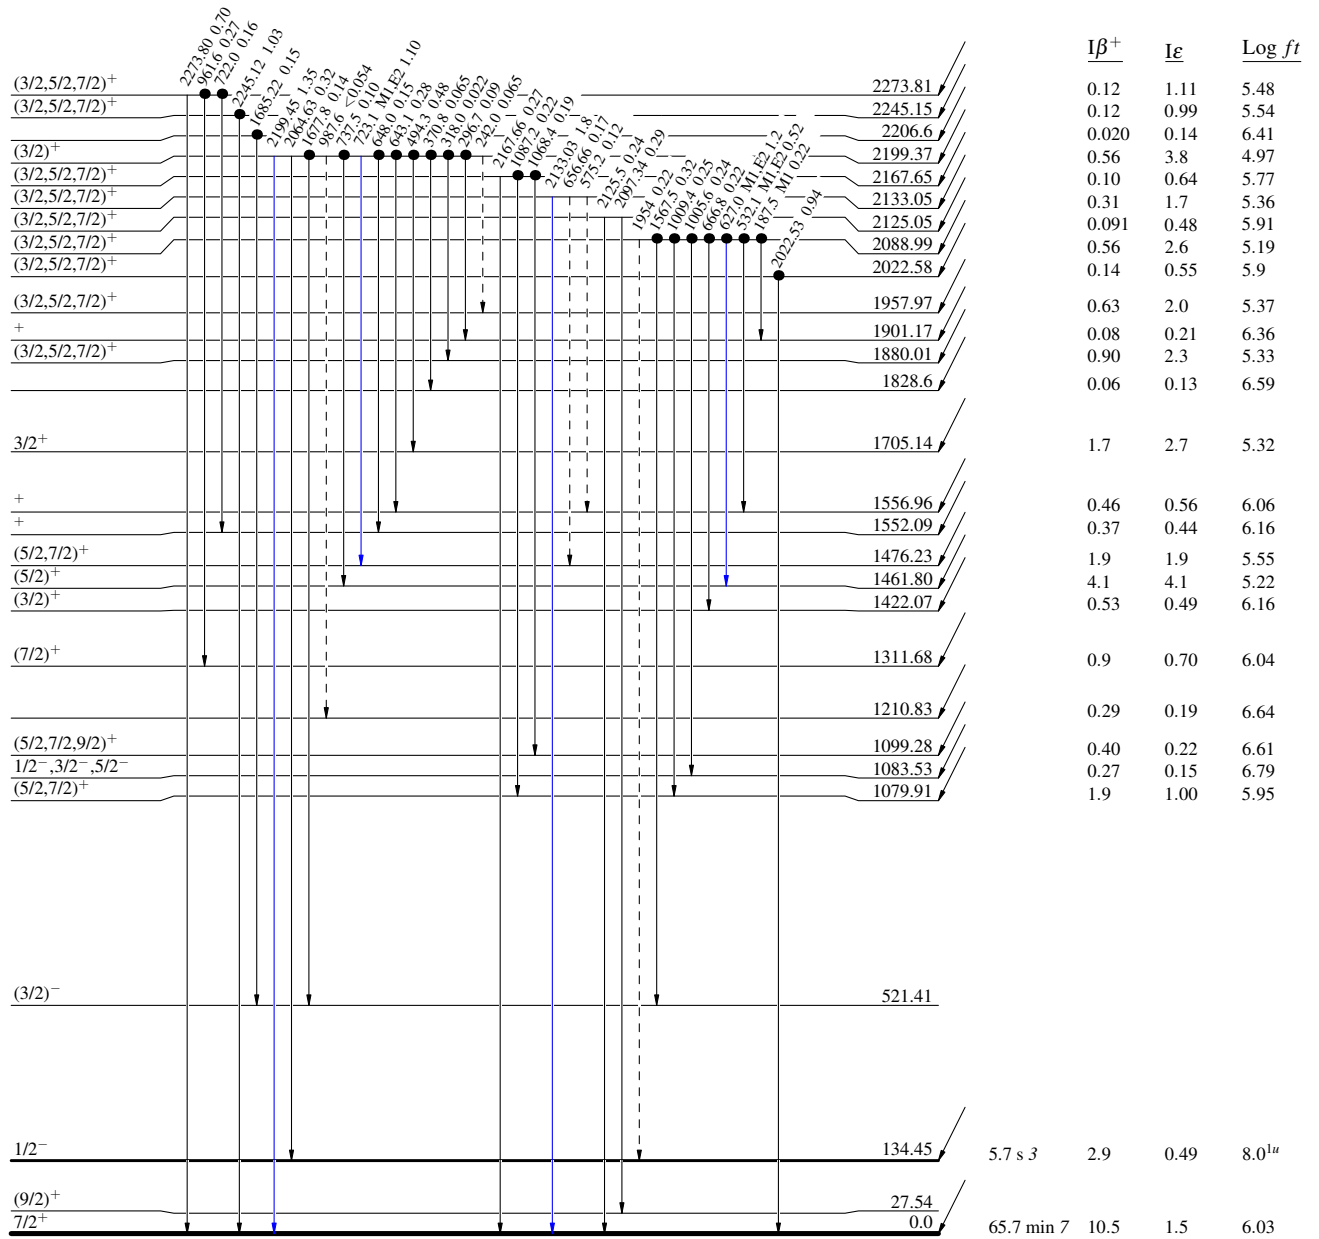 Iβ+ Iε Log ft
2273.80 0.70
961.6 0.27
722.0 0.16
2245.12 1.03
1685.22 0.15
2199.45 1.35
2064.63 0.32
1677.8 0.14
987.6 <0.054
737.5 0.10
723.1 M1,E2 1.10
648.0 0.15
643.1 0.28
494.3 0.48
370.8 0.065
318.0 0.022
296.7 0.09
242.0 0.065
2167.66 0.27
1087.2 0.22
1068.4 0.19
2133.03 1.8
656.66 0.17
575.2 0.12
2125.5 0.24
2097.34 0.29
1954 0.22
1567.5 0.32
1009.4 0.25
1005.6 0.24
666.8 0.22
627.0 M1,E2 1.2
532.1 M1,E2 0.52
187.5 M1 0.22
2022.53 0.94
(3/2,5/2,7/2)+ 2273.81 0.12 1.11 5.48
(3/2,5/2,7/2)+ 2245.15 0.12 0.99 5.54
2206.6 0.020 0.14 6.41
(3/2)+ 2199.37 0.56 3.8 4.97
(3/2,5/2,7/2)+ 2167.65 0.10 0.64 5.77
(3/2,5/2,7/2)+ 2133.05 0.31 1.7 5.36
(3/2,5/2,7/2)+ 2125.05 0.091 0.48 5.91
(3/2,5/2,7/2)+ 2088.99 0.56 2.6 5.19
(3/2,5/2,7/2)+ 2022.58 0.14 0.55 5.9
(3/2,5/2,7/2)+ 1957.97 0.63 2.0 5.37
+ 1901.17 0.08 0.21 6.36
(3/2,5/2,7/2)+ 1880.01 0.90 2.3 5.33
1828.6 0.06 0.13 6.59
3/2+ 1705.14 1.7 2.7 5.32
+ 1556.96 0.46 0.56 6.06
+ 1552.09 0.37 0.44 6.16
(5/2,7/2)+ 1476.23 1.9 1.9 5.55
(5/2)+ 1461.80 4.1 4.1 5.22
(3/2)+ 1422.07 0.53 0.49 6.16
(7/2)+ 1311.68 0.9 0.70 6.04
1210.83 0.29 0.19 6.64
(5/2,7/2,9/2)+ 1099.28 0.40 0.22 6.61
1/2−,3/2−,5/2− 1083.53 0.27 0.15 6.79
(5/2,7/2)+ 1079.91 1.9 1.00 5.95
(3/2)− 521.41
1/2− 134.45 5.7 s 3 2.9 0.49 8.0 1u
(9/2)+ 27.54
7/2+ 0.0 65.7 min 7 10.5 1.5 6.03